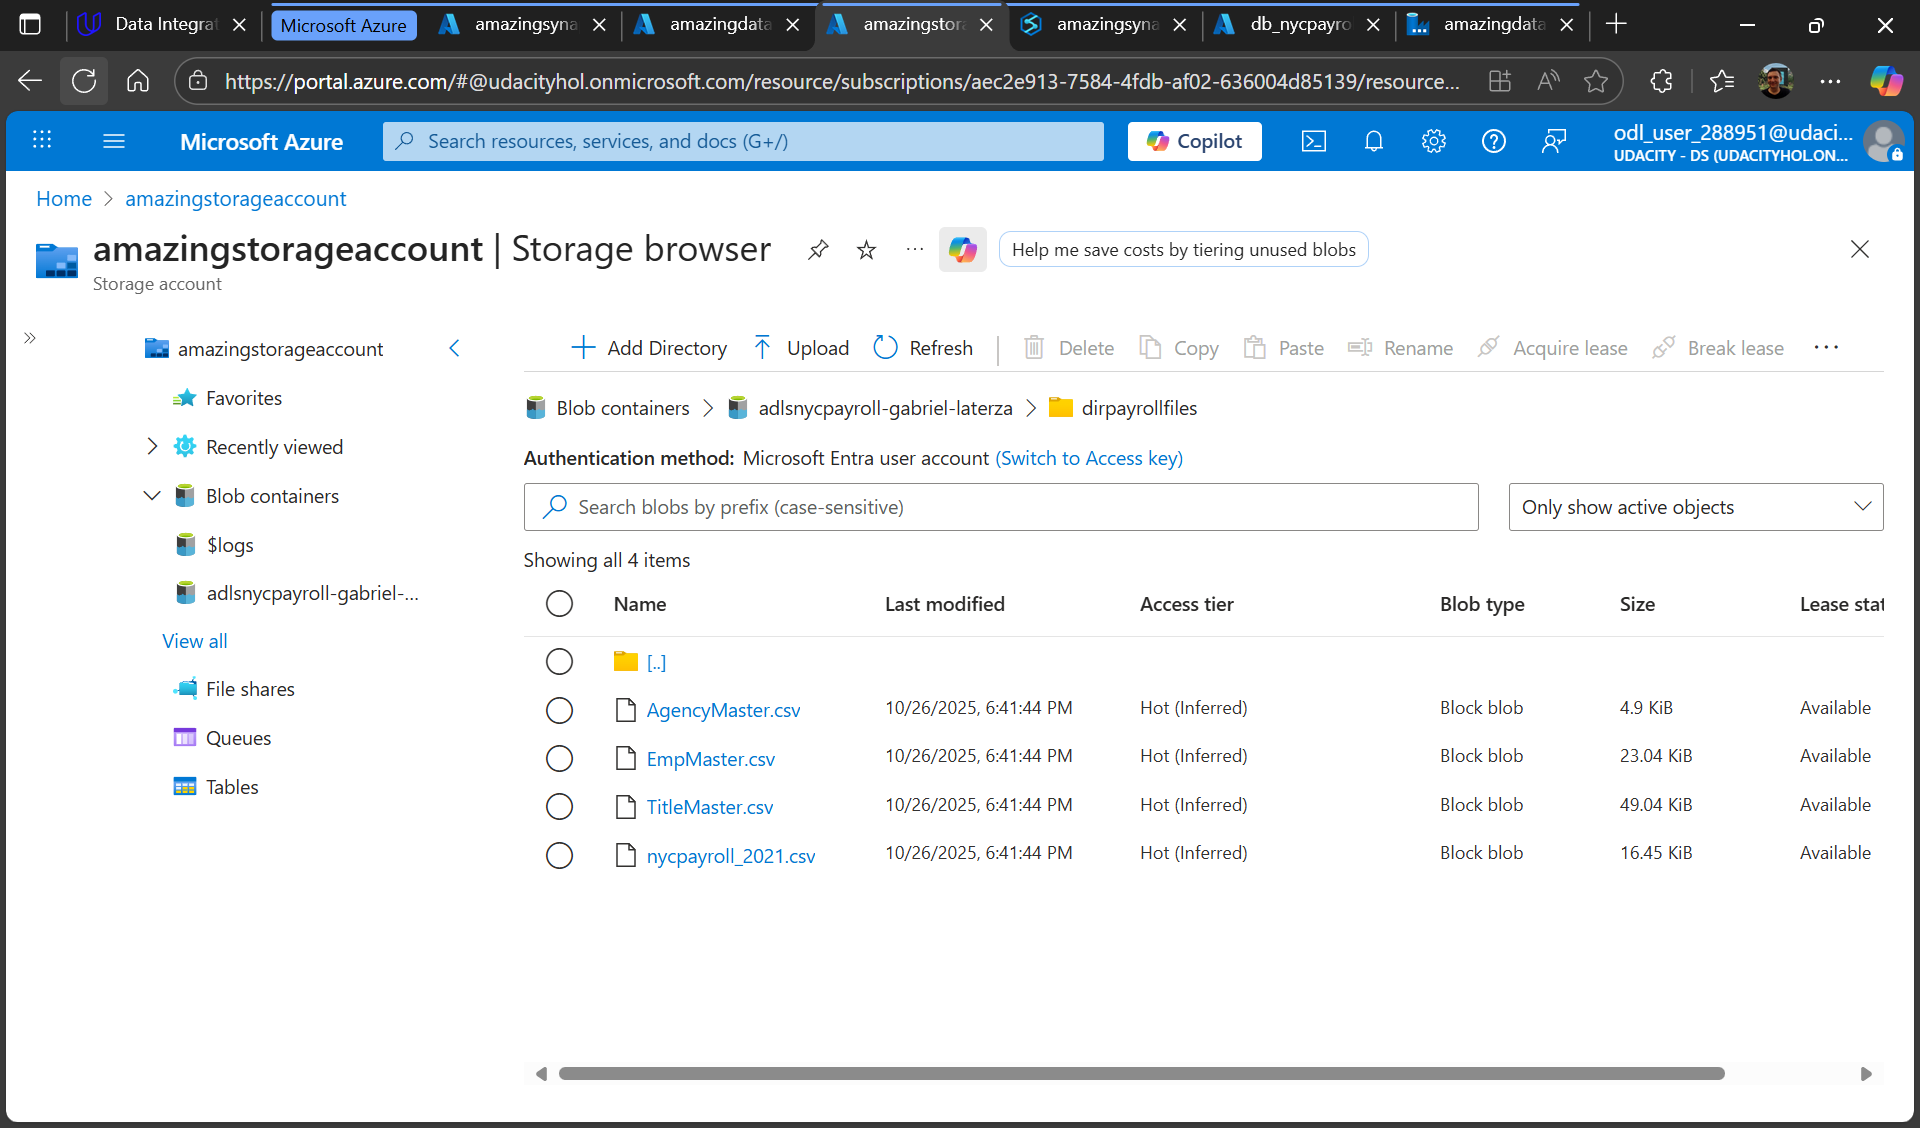 Data Integrat
Microsoft Azure
amazingsyna
amazingdata
amazingstora
amazingsyna
db_nycpayro
amazingdata
https://portal.azure.com/#@udacityhol.onmicrosoft.com/resource/subscriptions/aec2e913-7584-4fdb-af02-636004d85139/resource...
Microsoft Azure
Search resources, services, and docs (G+/)
Copilot
odl_user_288951@udaci...
UDACITY - DS (UDACITYHOL.ON...
Home > amazingstorageaccount
amazingstorageaccount | Storage browser
Help me save costs by tiering unused blobs
Storage account
amazingstorageaccount
Favorites
Recently viewed
Blob containers
$logs
adlsnycpayroll-gabriel-...
View all
File shares
Queues
Tables
Add Directory Upload Refresh Delete Copy Paste Rename Acquire lease Break lease
Blob containers > adlsnycpayroll-gabriel-laterza > dirpayrollfiles
Authentication method: Microsoft Entra user account (Switch to Access key)
Search blobs by prefix (case-sensitive)
Only show active objects
Showing all 4 items
Name Last modified Access tier Blob type Size Lease stat
[..]
AgencyMaster.csv 10/26/2025, 6:41:44 PM Hot (Inferred) Block blob 4.9 KiB Available
EmpMaster.csv 10/26/2025, 6:41:44 PM Hot (Inferred) Block blob 23.04 KiB Available
TitleMaster.csv 10/26/2025, 6:41:44 PM Hot (Inferred) Block blob 49.04 KiB Available
nycpayroll_2021.csv 10/26/2025, 6:41:44 PM Hot (Inferred) Block blob 16.45 KiB Available